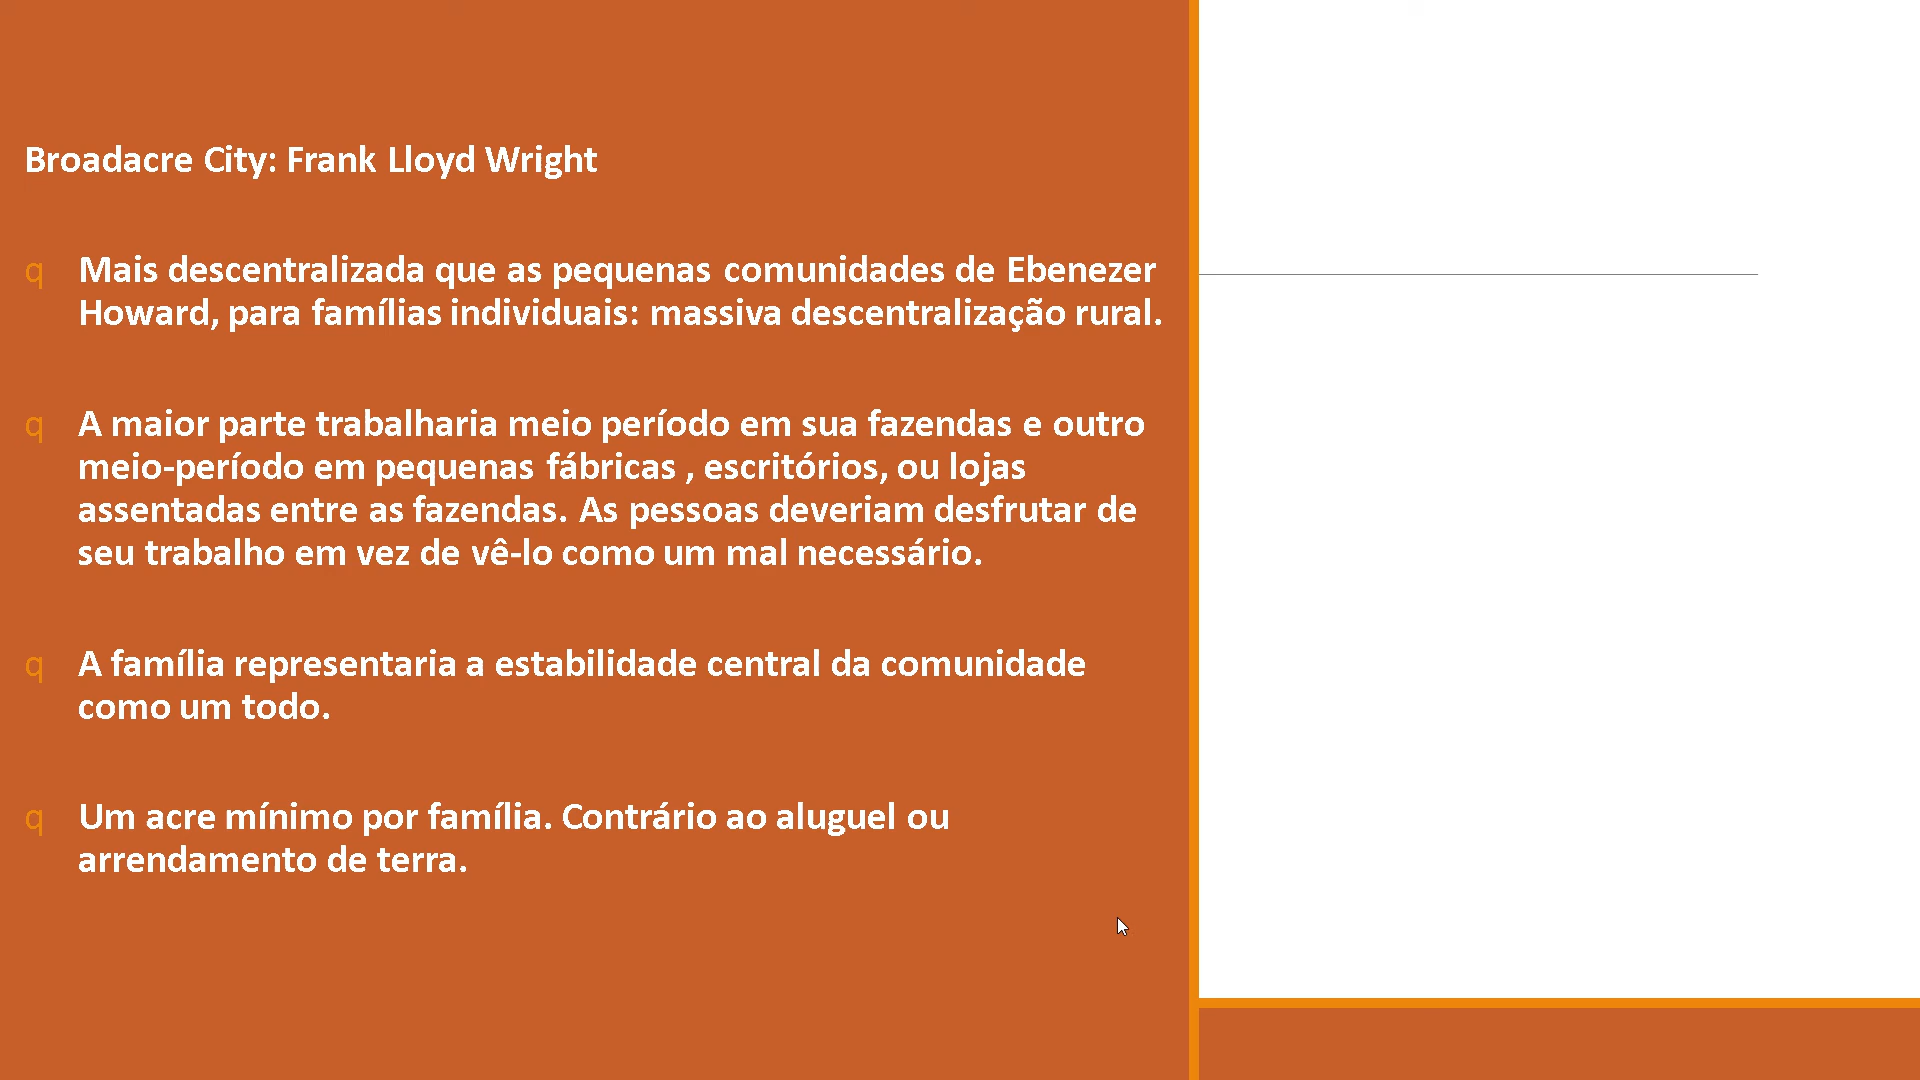 Broadacre City: Frank Lloyd Wright
q Mais descentralizada que as pequenas comunidades de Ebenezer
Howard, para famílias individuais: massiva descentralização rural.
q A maior parte trabalharia meio período em sua fazendas e outro
meio-período em pequenas fábricas , escritórios, ou lojas
assentadas entre as fazendas. As pessoas deveriam desfrutar de
seu trabalho em vez de vê-lo como um mal necessário.
q A família representaria a estabilidade central da comunidade
como um todo.
q Um acre mínimo por família. Contrário ao aluguel ou
arrendamento de terra.